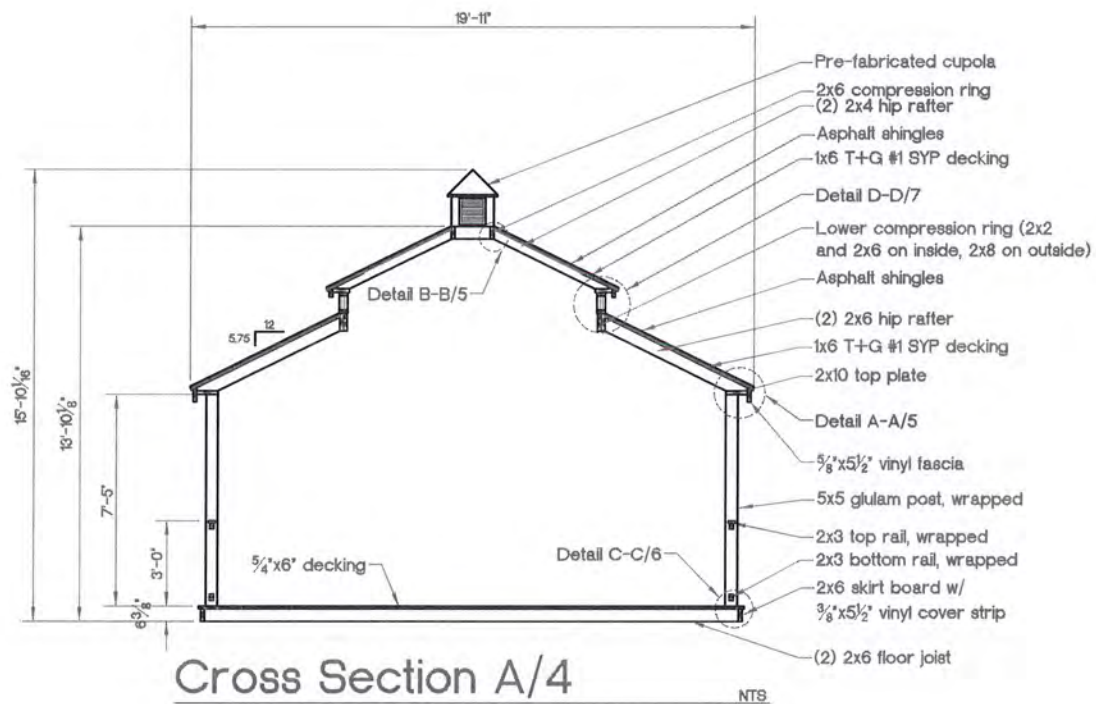 19'-11"
Pre-fabricated cupola
2x6 compression ring
(2) 2x4 hip rafter
Asphalt shingles
1x6 T+G #1 SYP decking
Detail D-D/7
Lower compression ring (2x2
and 2x6 on inside, 2x8 on outside)
Asphalt shingles
(2) 2x6 hip rafter
1x6 T+G #1 SYP decking
2x10 top plate
Detail A-A/5
5/8"x5½" vinyl fascia
5x5 glulam post, wrapped
2x3 top rail, wrapped
2x3 bottom rail, wrapped
2x6 skirt board w/
3/8"x5½" vinyl cover strip
(2) 2x6 floor joist
Detail B-B/5
12
5.75
15'-10 1/16"
13'-10 1/8"
7'-5"
3'-0"
6 3/8"
5/4"x6" decking
Detail C-C/6
Cross Section A/4
NTS